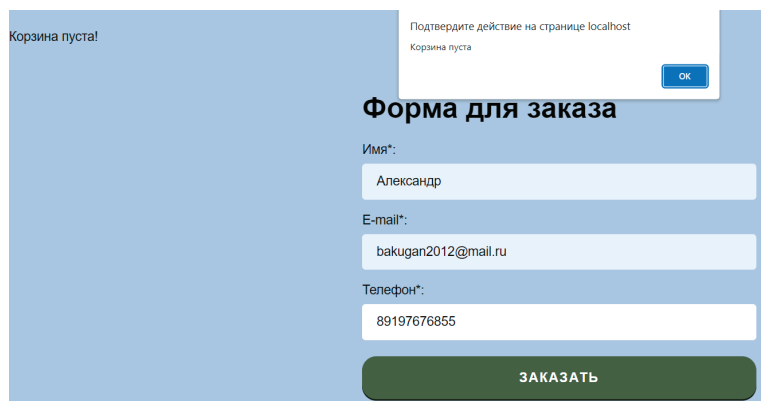 Корзина пуста!
Подтвердите действие на странице localhost
Корзина пуста
ОК
Форма для заказа
Имя*:
Александр
E-mail*:
bakugan2012@mail.ru
Телефон*:
89197676855
ЗАКАЗАТЬ